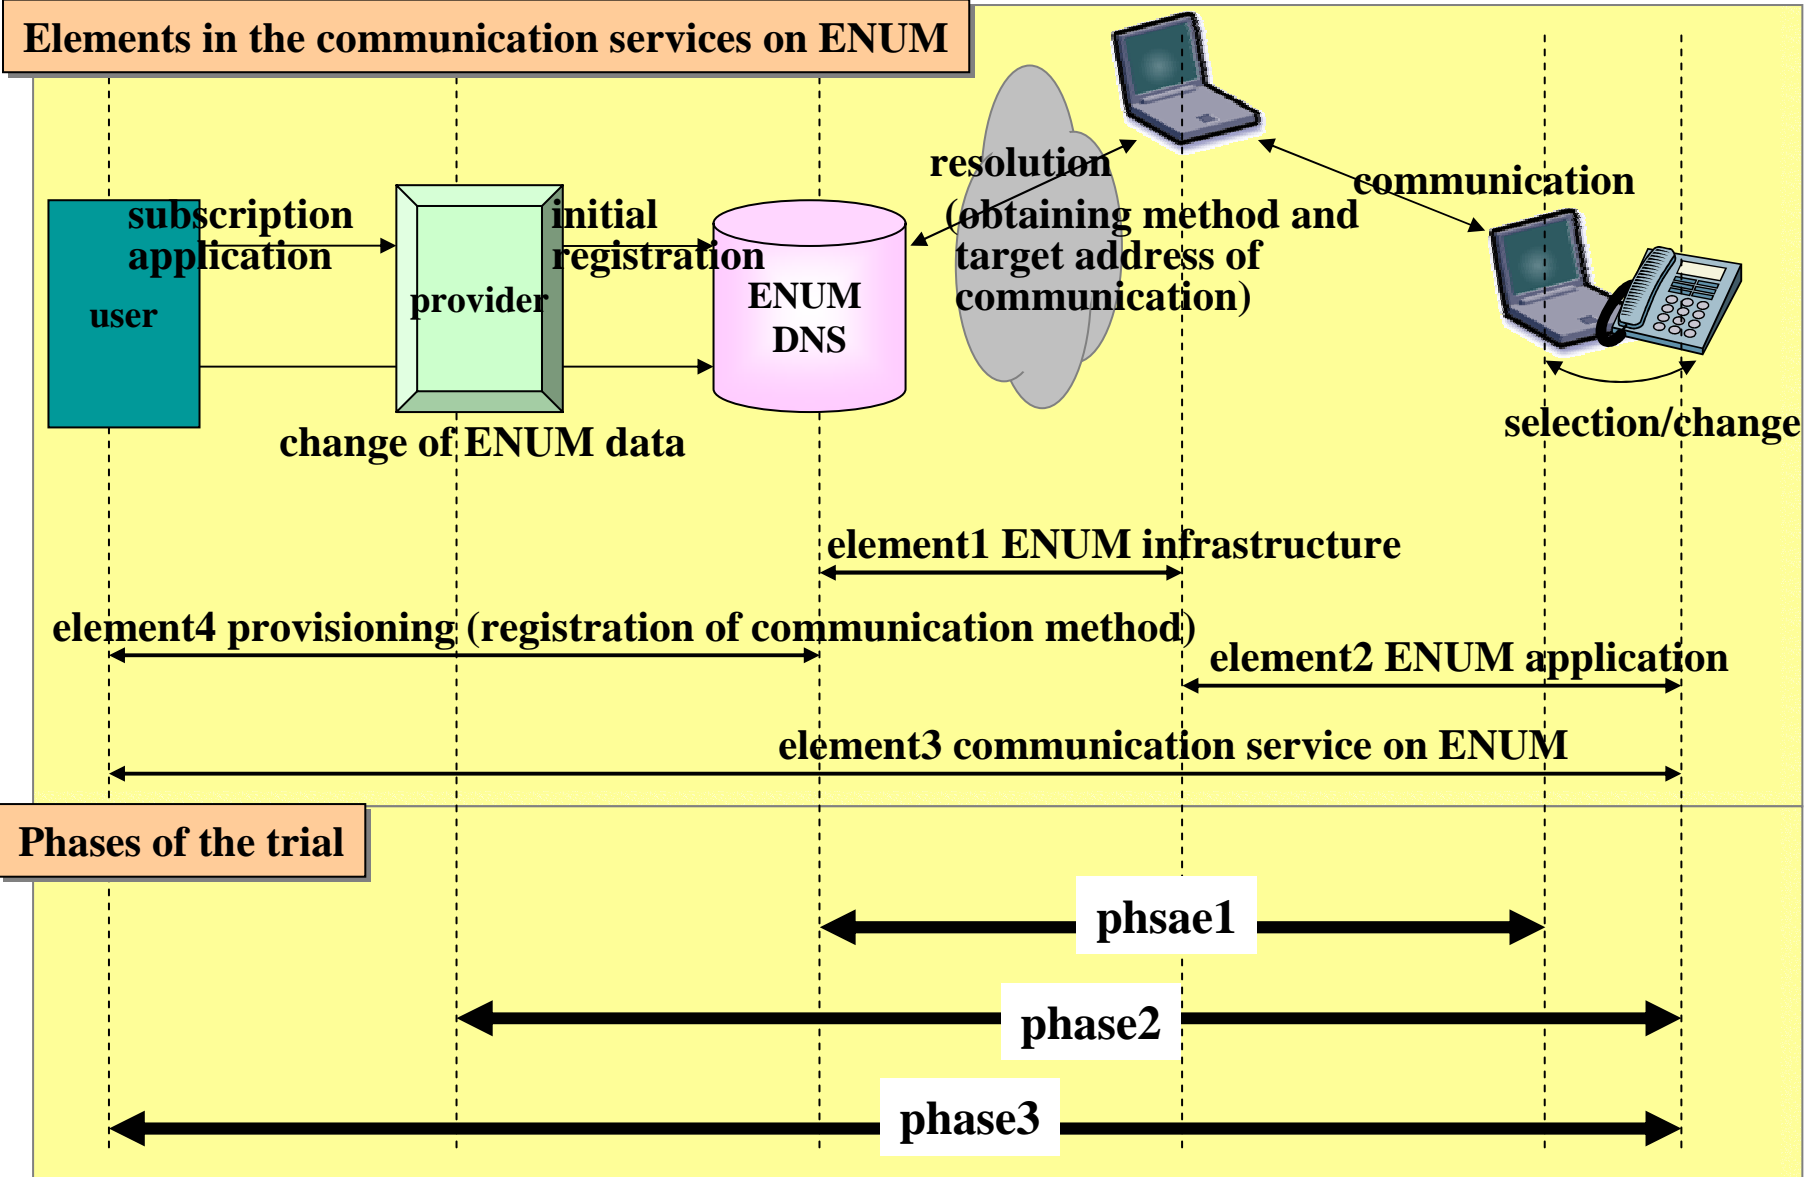 Elements in the communication services on ENUM
resolution
(obtaining method and
target address of
communication)
communication
subscription
application
initial
registration
user
provider
ENUM
DNS
selection/change
change of ENUM data
element1 ENUM infrastructure
element4 provisioning (registration of communication method)
element2 ENUM application
element3 communication service on ENUM
Phases of the trial
phsae1
phase2
phase3